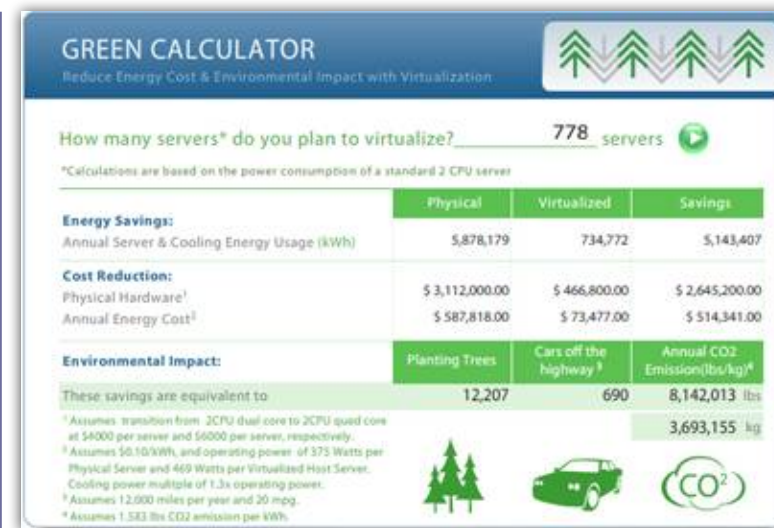 GREEN CALCULATOR
Reduce Energy Cost & Environmental Impact with Virtualization
How many servers* do you plan to virtualize? 778 servers
*Calculations are based on the power consumption of a standard 2 CPU server
Physical Virtualized Savings
Energy Savings:
Annual Server & Cooling Energy Usage (kWh) 5,878,179 734,772 5,143,407
Cost Reduction:
Physical Hardware¹ $ 3,112,000.00 $ 466,800.00 $ 2,645,200.00
Annual Energy Cost² $ 587,818.00 $ 73,477.00 $ 514,341.00
Environmental Impact: Planting Trees Cars off the highway ³ Annual CO2 Emission(lbs/kg)⁴
These savings are equivalent to 12,207 690 8,142,013 lbs
3,693,155 kg
¹ Assumes transition from 2CPU dual core to 2CPU quad core
at $4000 per server and $6000 per server, respectively.
² Assumes $0.10/kWh, and operating power of 375 Watts per
Physical Server and 469 Watts per Virtualized Host Server.
Cooling power multiple of 1.3x operating power.
³ Assumes 12,000 miles per year and 20 mpg.
⁴ Assumes 1.583 lbs CO2 emission per kWh.
CO²